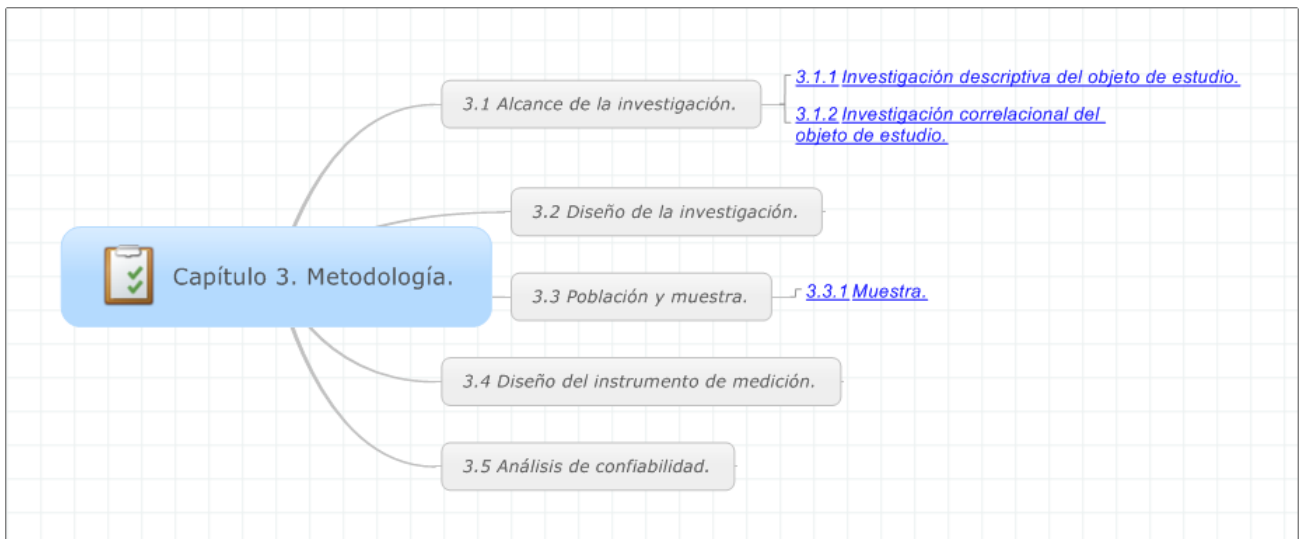 Capítulo 3. Metodología.
3.1 Alcance de la investigación.
3.1.1 Investigación descriptiva del objeto de estudio.
3.1.2 Investigación correlacional del
objeto de estudio.
3.2 Diseño de la investigación.
3.3 Población y muestra.
3.3.1 Muestra.
3.4 Diseño del instrumento de medición.
3.5 Análisis de confiabilidad.